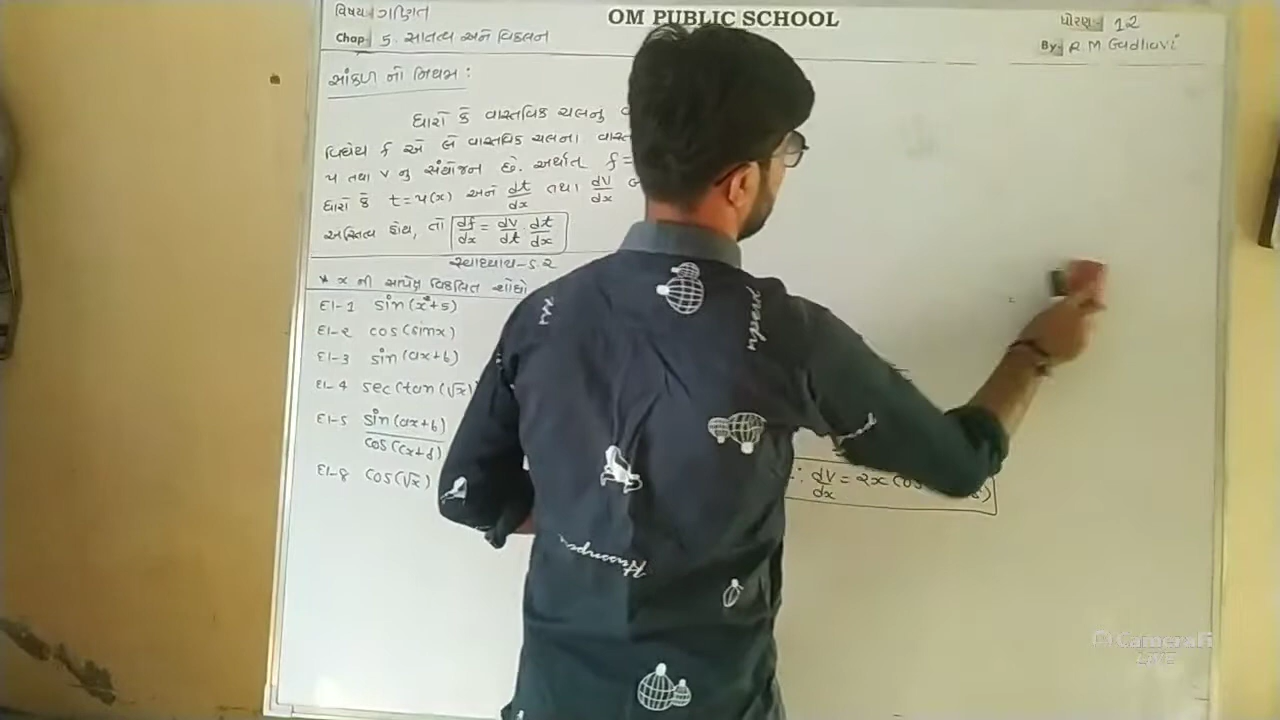 વિષય ગણિત
OM PUBLIC SCHOOL
ધોરણ 12
Chap 5. સાતત્ય અને વિકલન
By R M Gadhavi
સાંકળ નો નિયમ :
ધારો કે વાસ્તવિક ચલનુ
વિધેય f એ બે વાસ્તવિક ચલના
u તથા v નુ સંયોજન છે. અર્થાત f =
ધારો કે t = u(x) અને dt/dx તથા dv/dx
અસ્તિત્વ હોય, તો df/dx = dv/dt dt/dx
સ્વાધ્યાય-5.2
* x ની સાપેક્ષ વિકલિત શોધો
દા-1 sin(x²+5)
દા-2 cos(sinx)
દા-3 sin(ax+b)
દા-4 sec(tan(√x)
દા-5 sin(ax+b)
cos(cx+d)
દા-8 cos(√x)
∴ dv/dx = 2x cos
Camerafi
LIVE